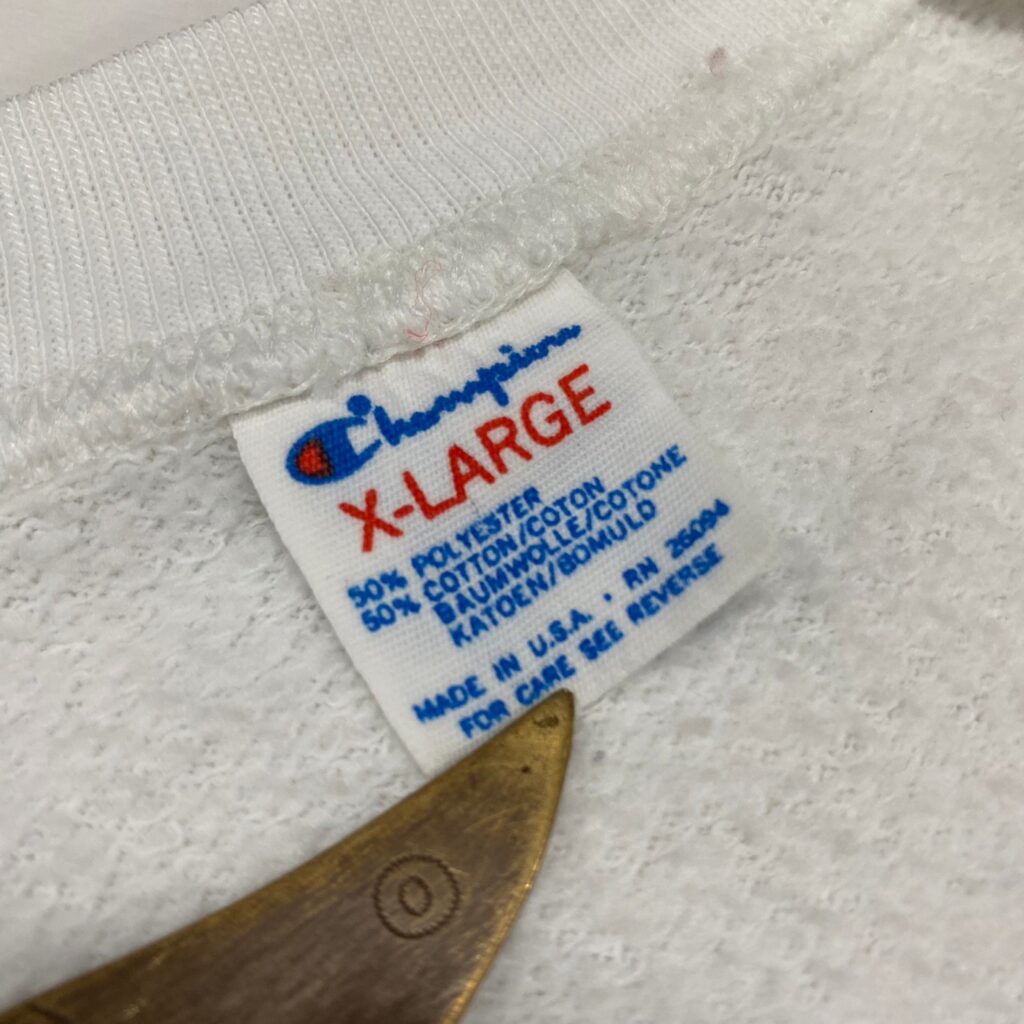 Champion
X-LARGE
50% POLYESTER
50% COTTON/COTON
BAUMWOLLE/COTONE
KATOEN/BOMULD
MADE IN U.S.A. • RN 26094
FOR CARE SEE REVERSE
O